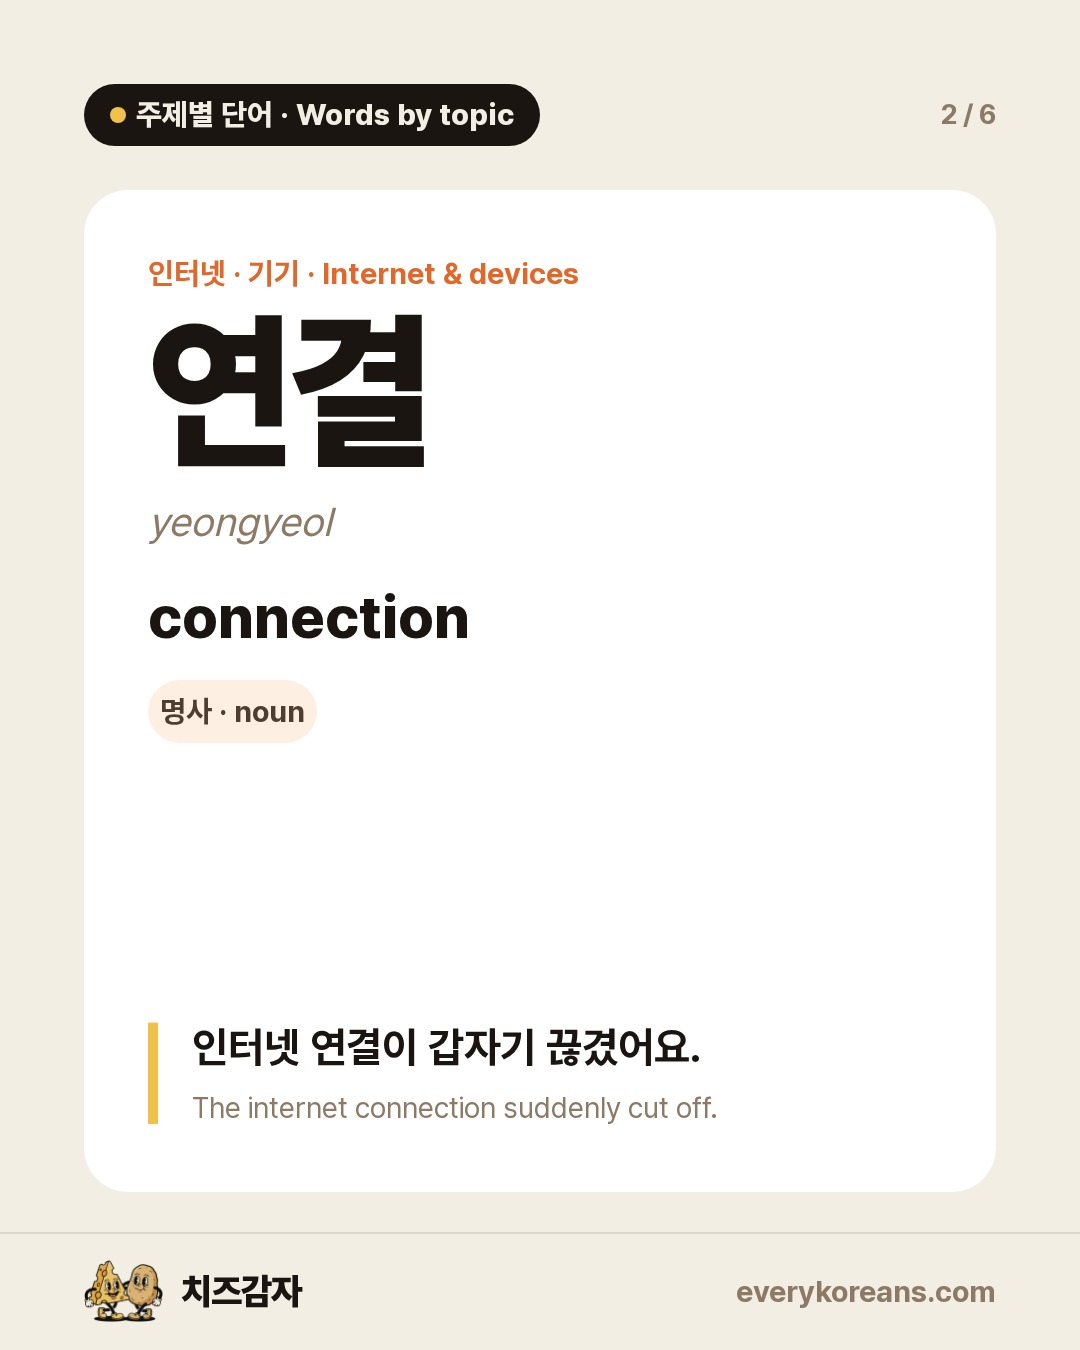 주제별 단어 · Words by topic
2 / 6
인터넷 · 기기 · Internet & devices
연결
yeongyeol
connection
명사 · noun
인터넷 연결이 갑자기 끊겼어요.
The internet connection suddenly cut off.
치즈감자
everykoreans.com